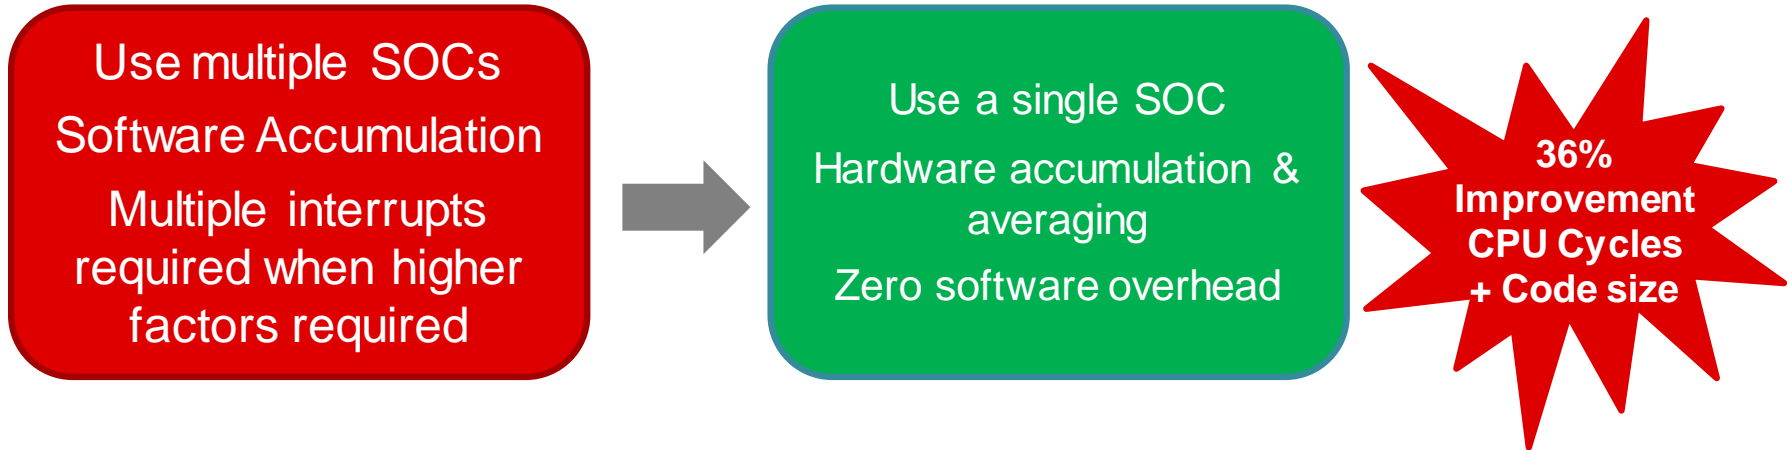 Use multiple SOCs
Software Accumulation
Multiple interrupts
required when higher
factors required
Use a single SOC
Hardware accumulation &
averaging
Zero software overhead
36%
Improvement
CPU Cycles
+ Code size